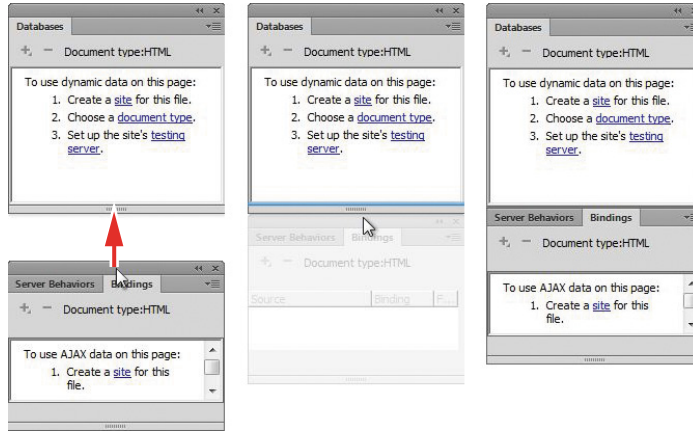 Databases
Document type:HTML
To use dynamic data on this page:
1. Create a site for this file.
2. Choose a document type.
3. Set up the site's testing
server.
Server Behaviors Bindings
Document type:HTML
To use AJAX data on this page:
1. Create a site for this
file.
Databases
Document type:HTML
To use dynamic data on this page:
1. Create a site for this file.
2. Choose a document type.
3. Set up the site's testing
server.
Server Behaviors Bindings
Document type:HTML
Source Binding F...
Databases
Document type:HTML
To use dynamic data on this page:
1. Create a site for this file.
2. Choose a document type.
3. Set up the site's testing
server.
Server Behaviors Bindings
Document type:HTML
To use AJAX data on this page:
1. Create a site for this
file.